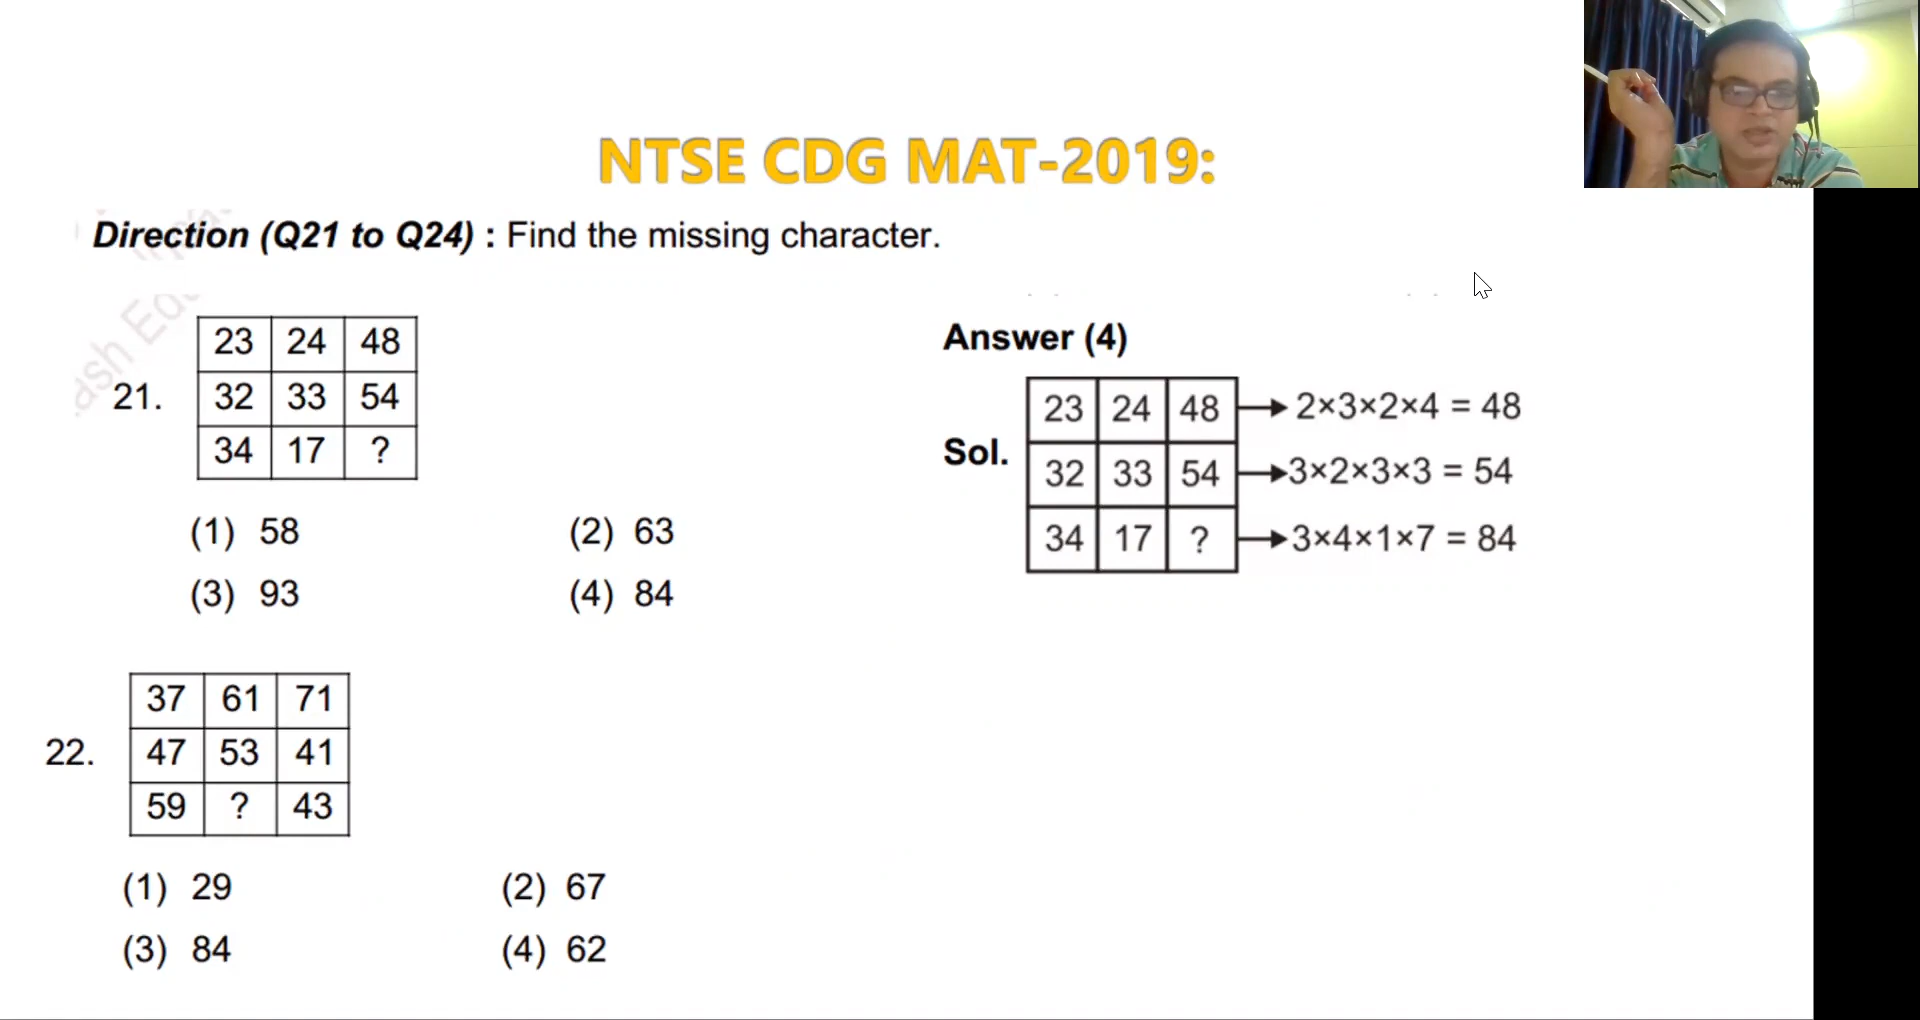 NTSE CDG MAT-2019:
Direction (Q21 to Q24) : Find the missing character.
21.
23 24 48
32 33 54
34 17 ?
(1) 58 (2) 63
(3) 93 (4) 84
Answer (4)
Sol.
23 24 48 → 2×3×2×4 = 48
32 33 54 → 3×2×3×3 = 54
34 17 ? → 3×4×1×7 = 84
22.
37 61 71
47 53 41
59 ? 43
(1) 29 (2) 67
(3) 84 (4) 62